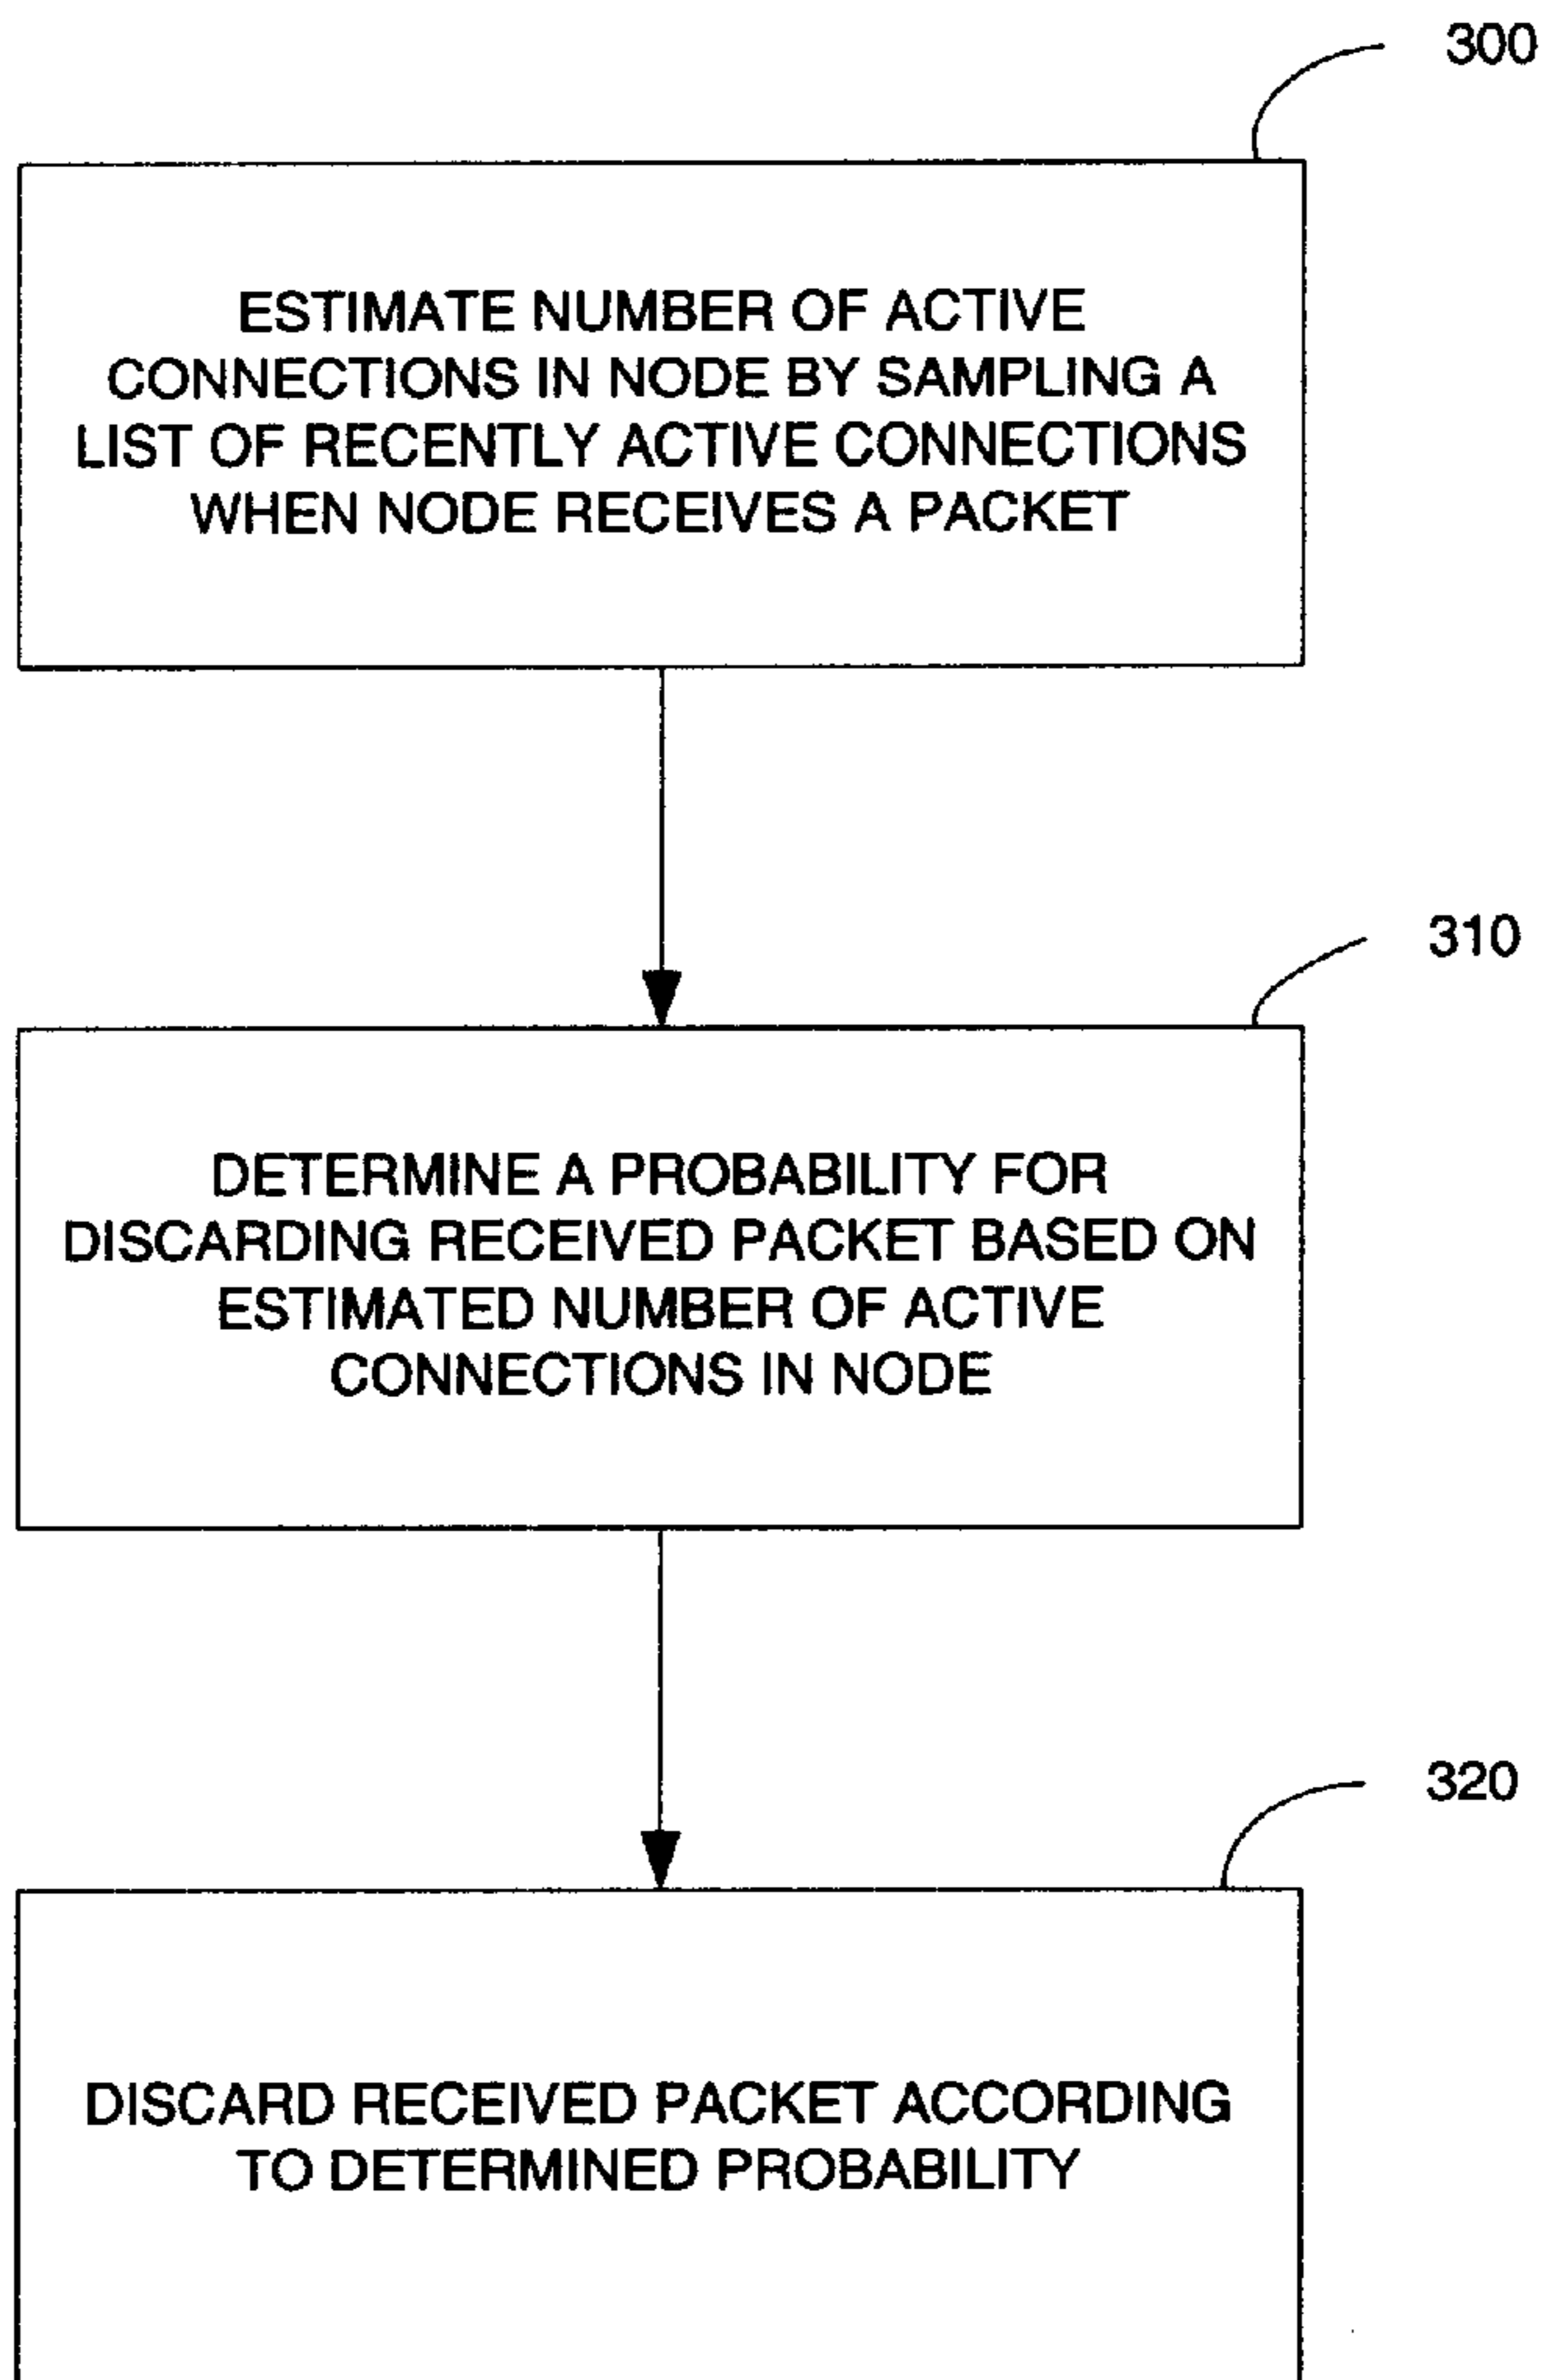 300
ESTIMATE NUMBER OF ACTIVE
CONNECTIONS IN NODE BY SAMPLING A
LIST OF RECENTLY ACTIVE CONNECTIONS
WHEN NODE RECEIVES A PACKET
310
DETERMINE A PROBABILITY FOR
DISCARDING RECEIVED PACKET BASED ON
ESTIMATED NUMBER OF ACTIVE
CONNECTIONS IN NODE
320
DISCARD RECEIVED PACKET ACCORDING
TO DETERMINED PROBABILITY